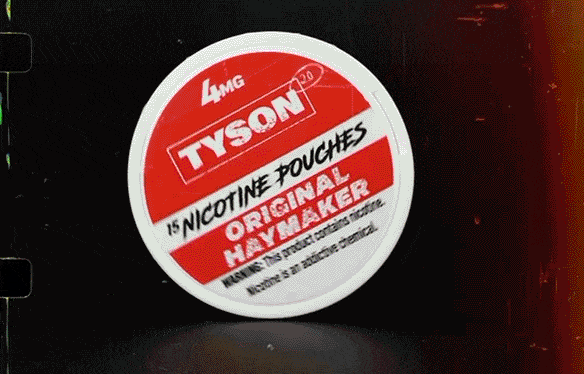 4MG
TYSON 2.0
15 NICOTINE POUCHES
ORIGINAL
HAYMAKER
WARNING: This product contains nicotine.
Nicotine is an addictive chemical.